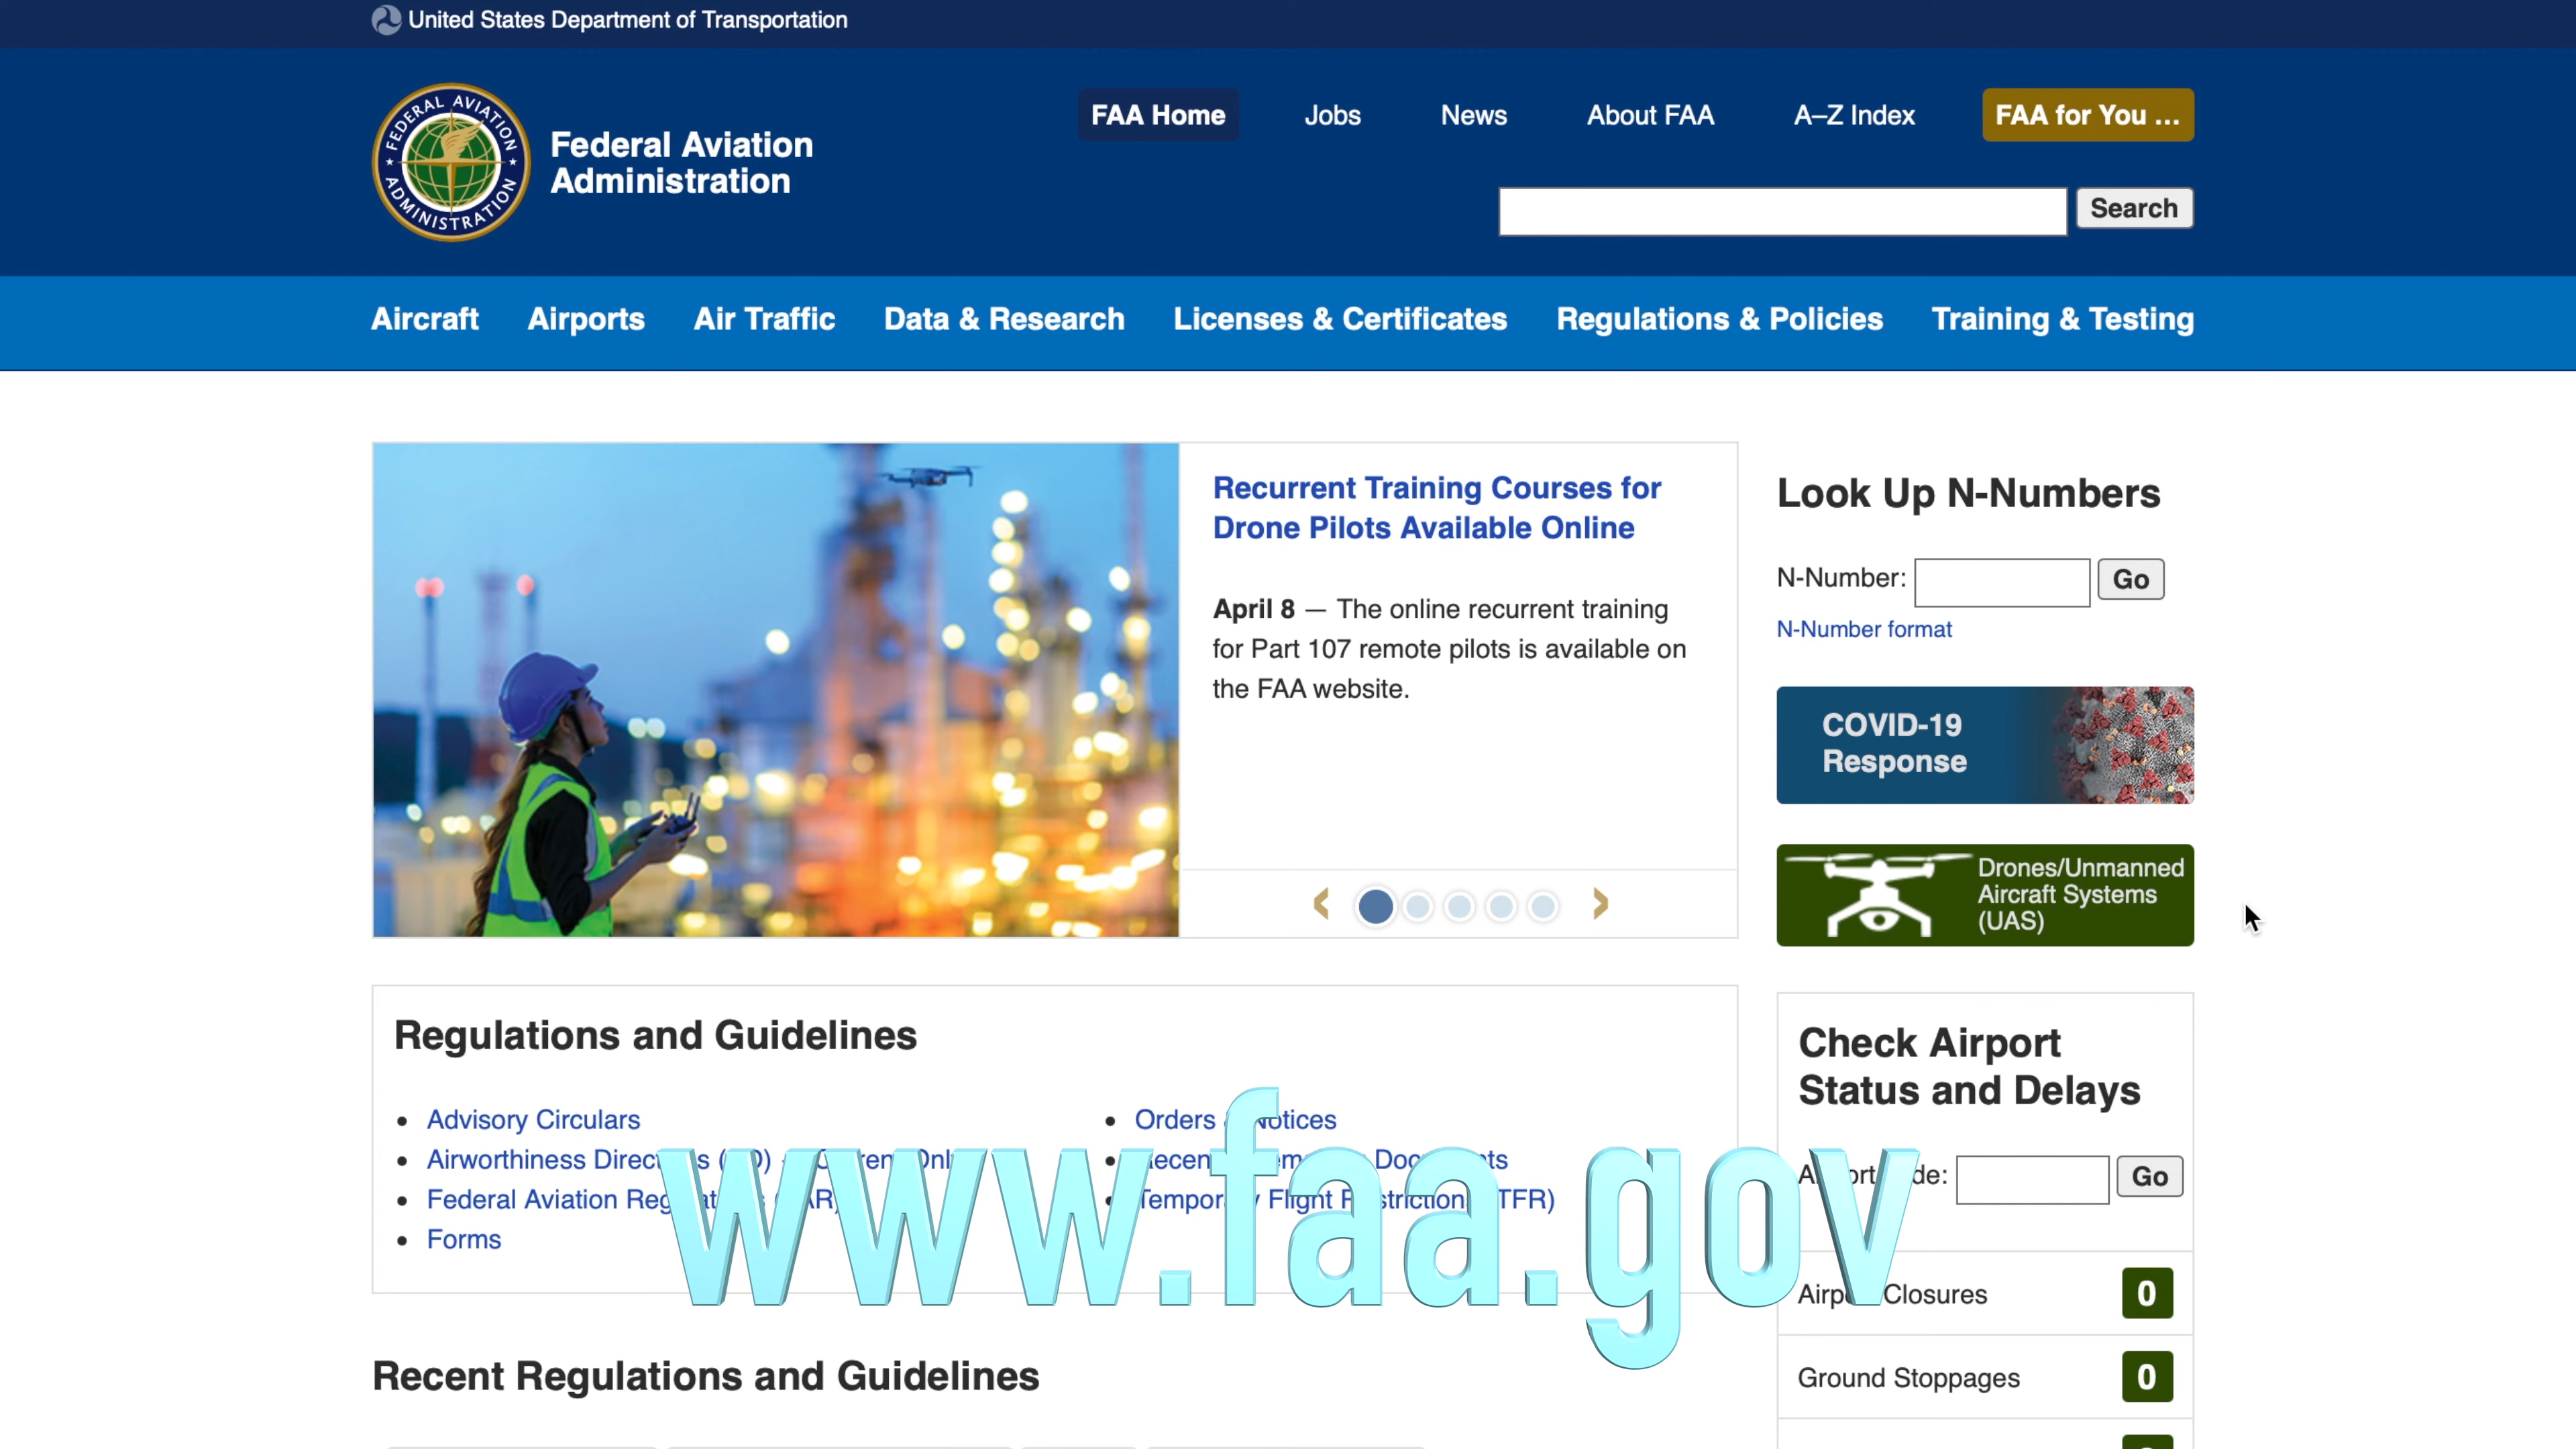 United States Department of Transportation
FEDERAL AVIATION
ADMINISTRATION
Federal Aviation
Administration
FAA Home
Jobs
News
About FAA
A–Z Index
FAA for You ...
Search
Aircraft
Airports
Air Traffic
Data & Research
Licenses & Certificates
Regulations & Policies
Training & Testing
Recurrent Training Courses for
Drone Pilots Available Online
April 8 — The online recurrent training
for Part 107 remote pilots is available on
the FAA website.
Look Up N-Numbers
N-Number:
Go
N-Number format
COVID-19
Response
Drones/Unmanned
Aircraft Systems
(UAS)
Regulations and Guidelines
Advisory Circulars
Airworthiness
Federal Aviation
Forms
Orders
Flight
Check Airport
Status and Delays
Go
Closures
0
Ground Stoppages
0
www.faa.gov
Recent Regulations and Guidelines